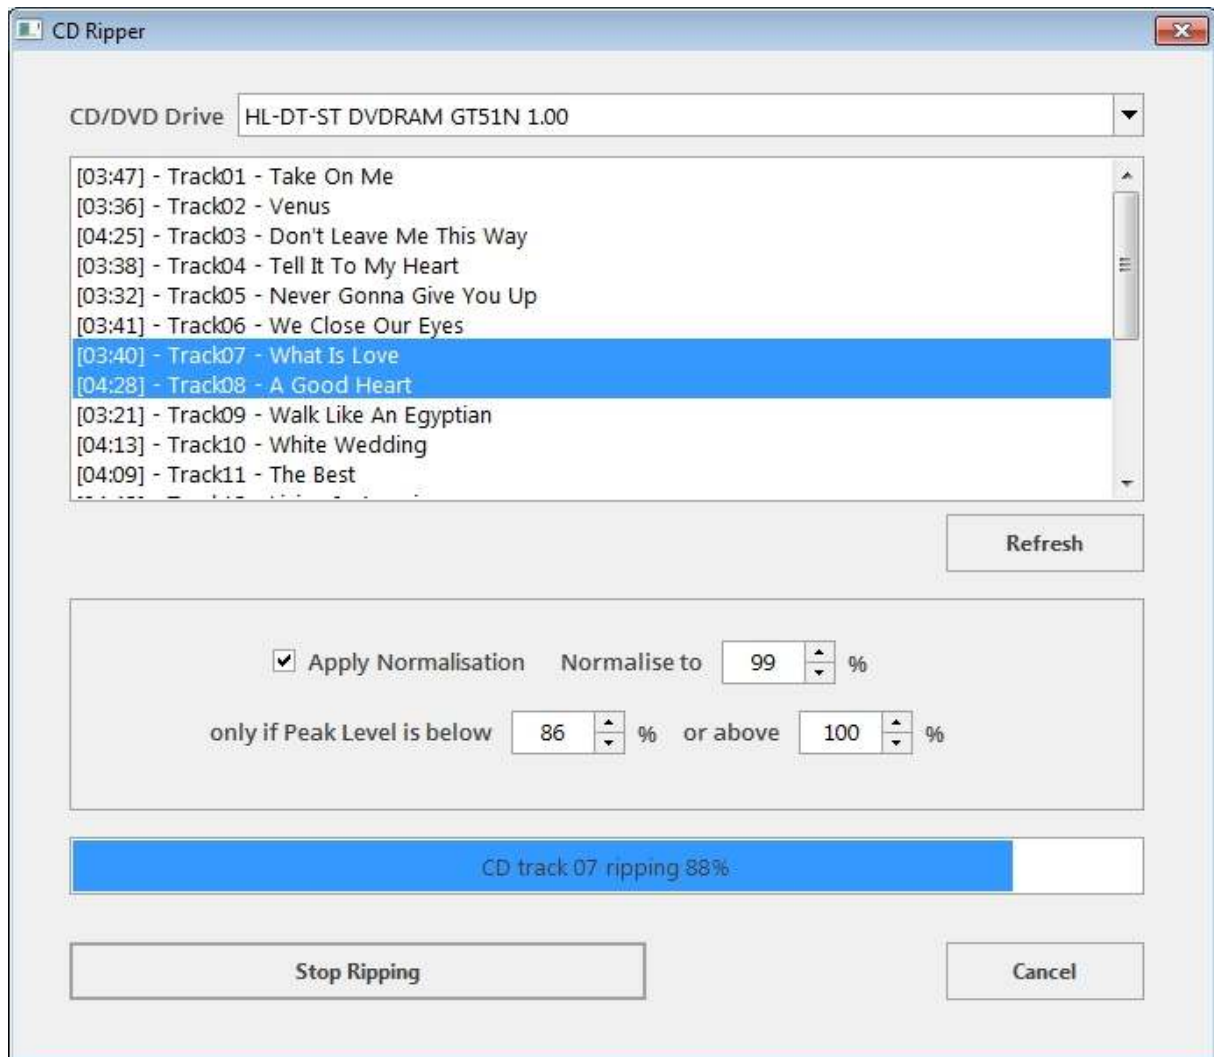 CD Ripper
CD/DVD Drive HL-DT-ST DVDRAM GT51N 1.00
[03:47] - Track01 - Take On Me
[03:36] - Track02 - Venus
[04:25] - Track03 - Don't Leave Me This Way
[03:38] - Track04 - Tell It To My Heart
[03:32] - Track05 - Never Gonna Give You Up
[03:41] - Track06 - We Close Our Eyes
[03:40] - Track07 - What Is Love
[04:28] - Track08 - A Good Heart
[03:21] - Track09 - Walk Like An Egyptian
[04:13] - Track10 - White Wedding
[04:09] - Track11 - The Best
Refresh
Apply Normalisation Normalise to 99 %
only if Peak Level is below 86 % or above 100 %
CD track 07 ripping 88%
Stop Ripping Cancel